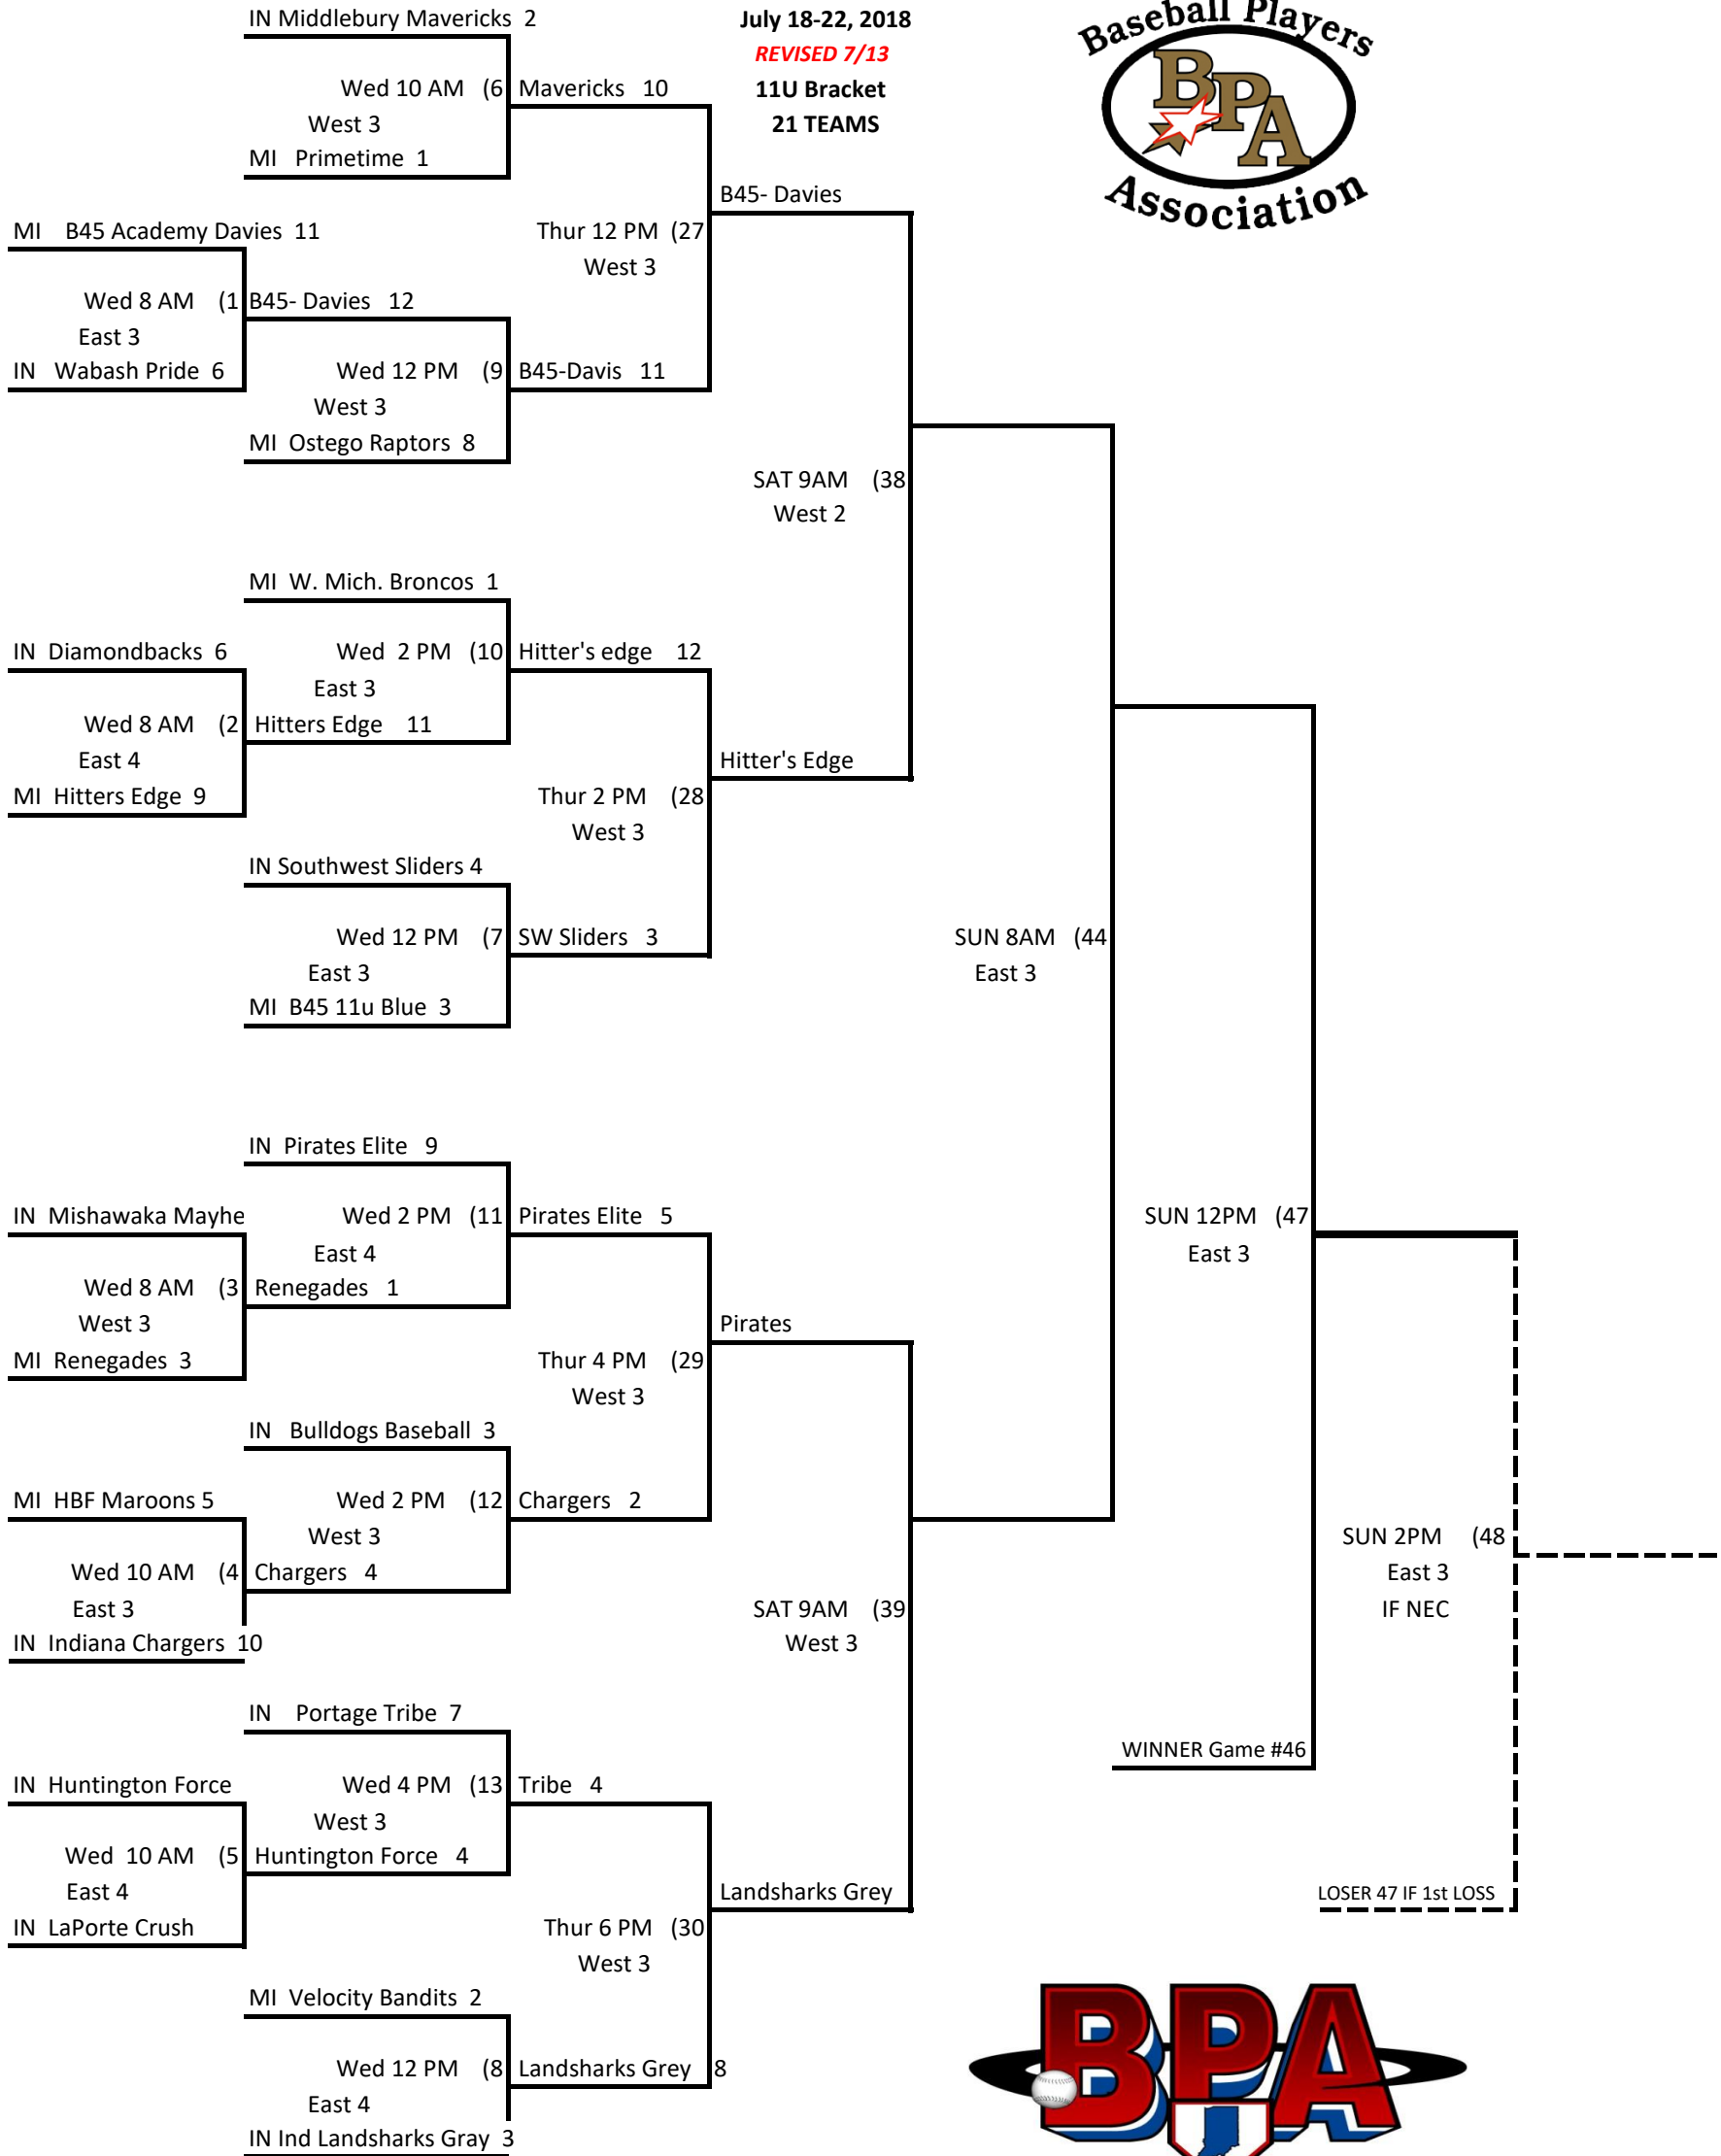 IN Middlebury Mavericks 2
July 18-22, 2018
Baseball Players
REVISED 7/13
BPA
Wed 10 AM (6 Mavericks 10
11U Bracket
West 3
21 TEAMS
MI Primetime 1
Association
B45- Davies
MI B45 Academy Davies 11
Thur 12 PM (27
West 3
Wed 8 AM (1 B45- Davies 12
East 3
IN Wabash Pride 6
Wed 12 PM (9 B45-Davis 11
West 3
MI Ostego Raptors 8
SAT 9AM (38
West 2
MI W. Mich. Broncos 1
IN Diamondbacks 6
Wed 2 PM (10 Hitter's edge 12
East 3
Wed 8 AM (2 Hitters Edge 11
East 4
Hitter's Edge
MI Hitters Edge 9
Thur 2 PM (28
West 3
IN Southwest Sliders 4
Wed 12 PM (7 SW Sliders 3
SUN 8AM (44
East 3
East 3
MI B45 11u Blue 3
IN Pirates Elite 9
IN Mishawaka Mayhe
Wed 2 PM (11 Pirates Elite 5
SUN 12PM (47
East 4
East 3
Wed 8 AM (3 Renegades 1
West 3
Pirates
MI Renegades 3
Thur 4 PM (29
West 3
IN Bulldogs Baseball 3
MI HBF Maroons 5
Wed 2 PM (12 Chargers 2
West 3
SUN 2PM (48
Wed 10 AM (4 Chargers 4
East 3
East 3
SAT 9AM (39
IF NEC
IN Indiana Chargers 10
West 3
IN Portage Tribe 7
WINNER Game #46
IN Huntington Force
Wed 4 PM (13 Tribe 4
West 3
Wed 10 AM (5 Huntington Force 4
East 4
Landsharks Grey
LOSER 47 IF 1st LOSS
IN LaPorte Crush
Thur 6 PM (30
West 3
MI Velocity Bandits 2
Wed 12 PM (8 Landsharks Grey 8
BPA
East 4
IN Ind Landsharks Gray 3